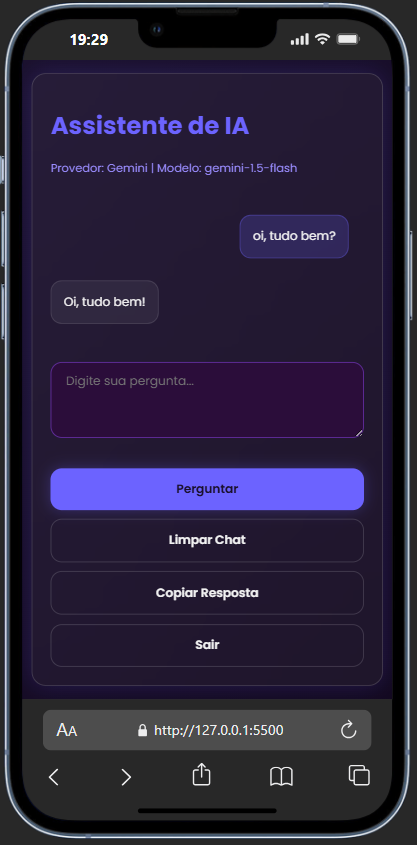 19:29
Assistente de IA
Provedor: Gemini | Modelo: gemini-1.5-flash
oi, tudo bem?
Oi, tudo bem!
Digite sua pergunta...
Perguntar
Limpar Chat
Copiar Resposta
Sair
AA http://127.0.0.1:5500